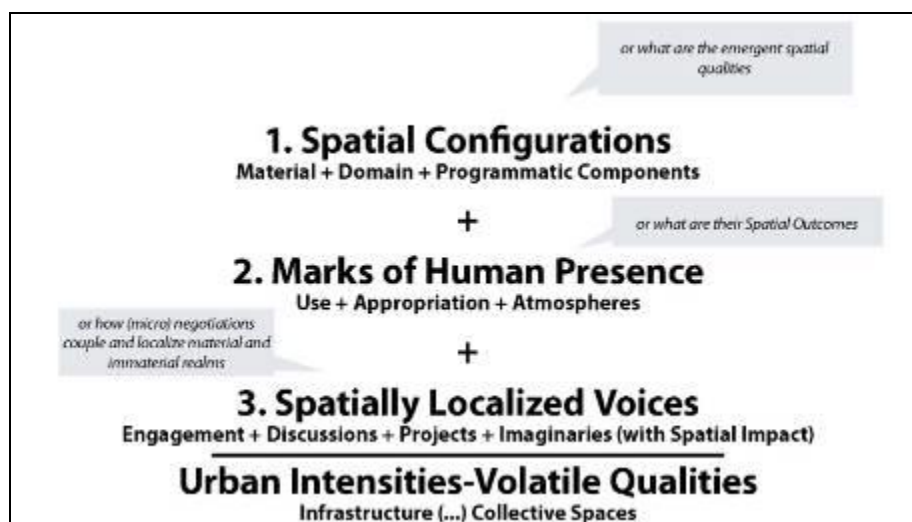 or what are the emergent spatial
qualities
1. Spatial Configurations
Material + Domain + Programmatic Components
+
or what are their Spatial Outcomes
2. Marks of Human Presence
Use + Appropriation + Atmospheres
or how (micro) negotiations
couple and localize material and
immaterial realms
+
3. Spatially Localized Voices
Engagement + Discussions + Projects + Imaginaries (with Spatial Impact)
Urban Intensities-Volatile Qualities
Infrastructure (...) Collective Spaces